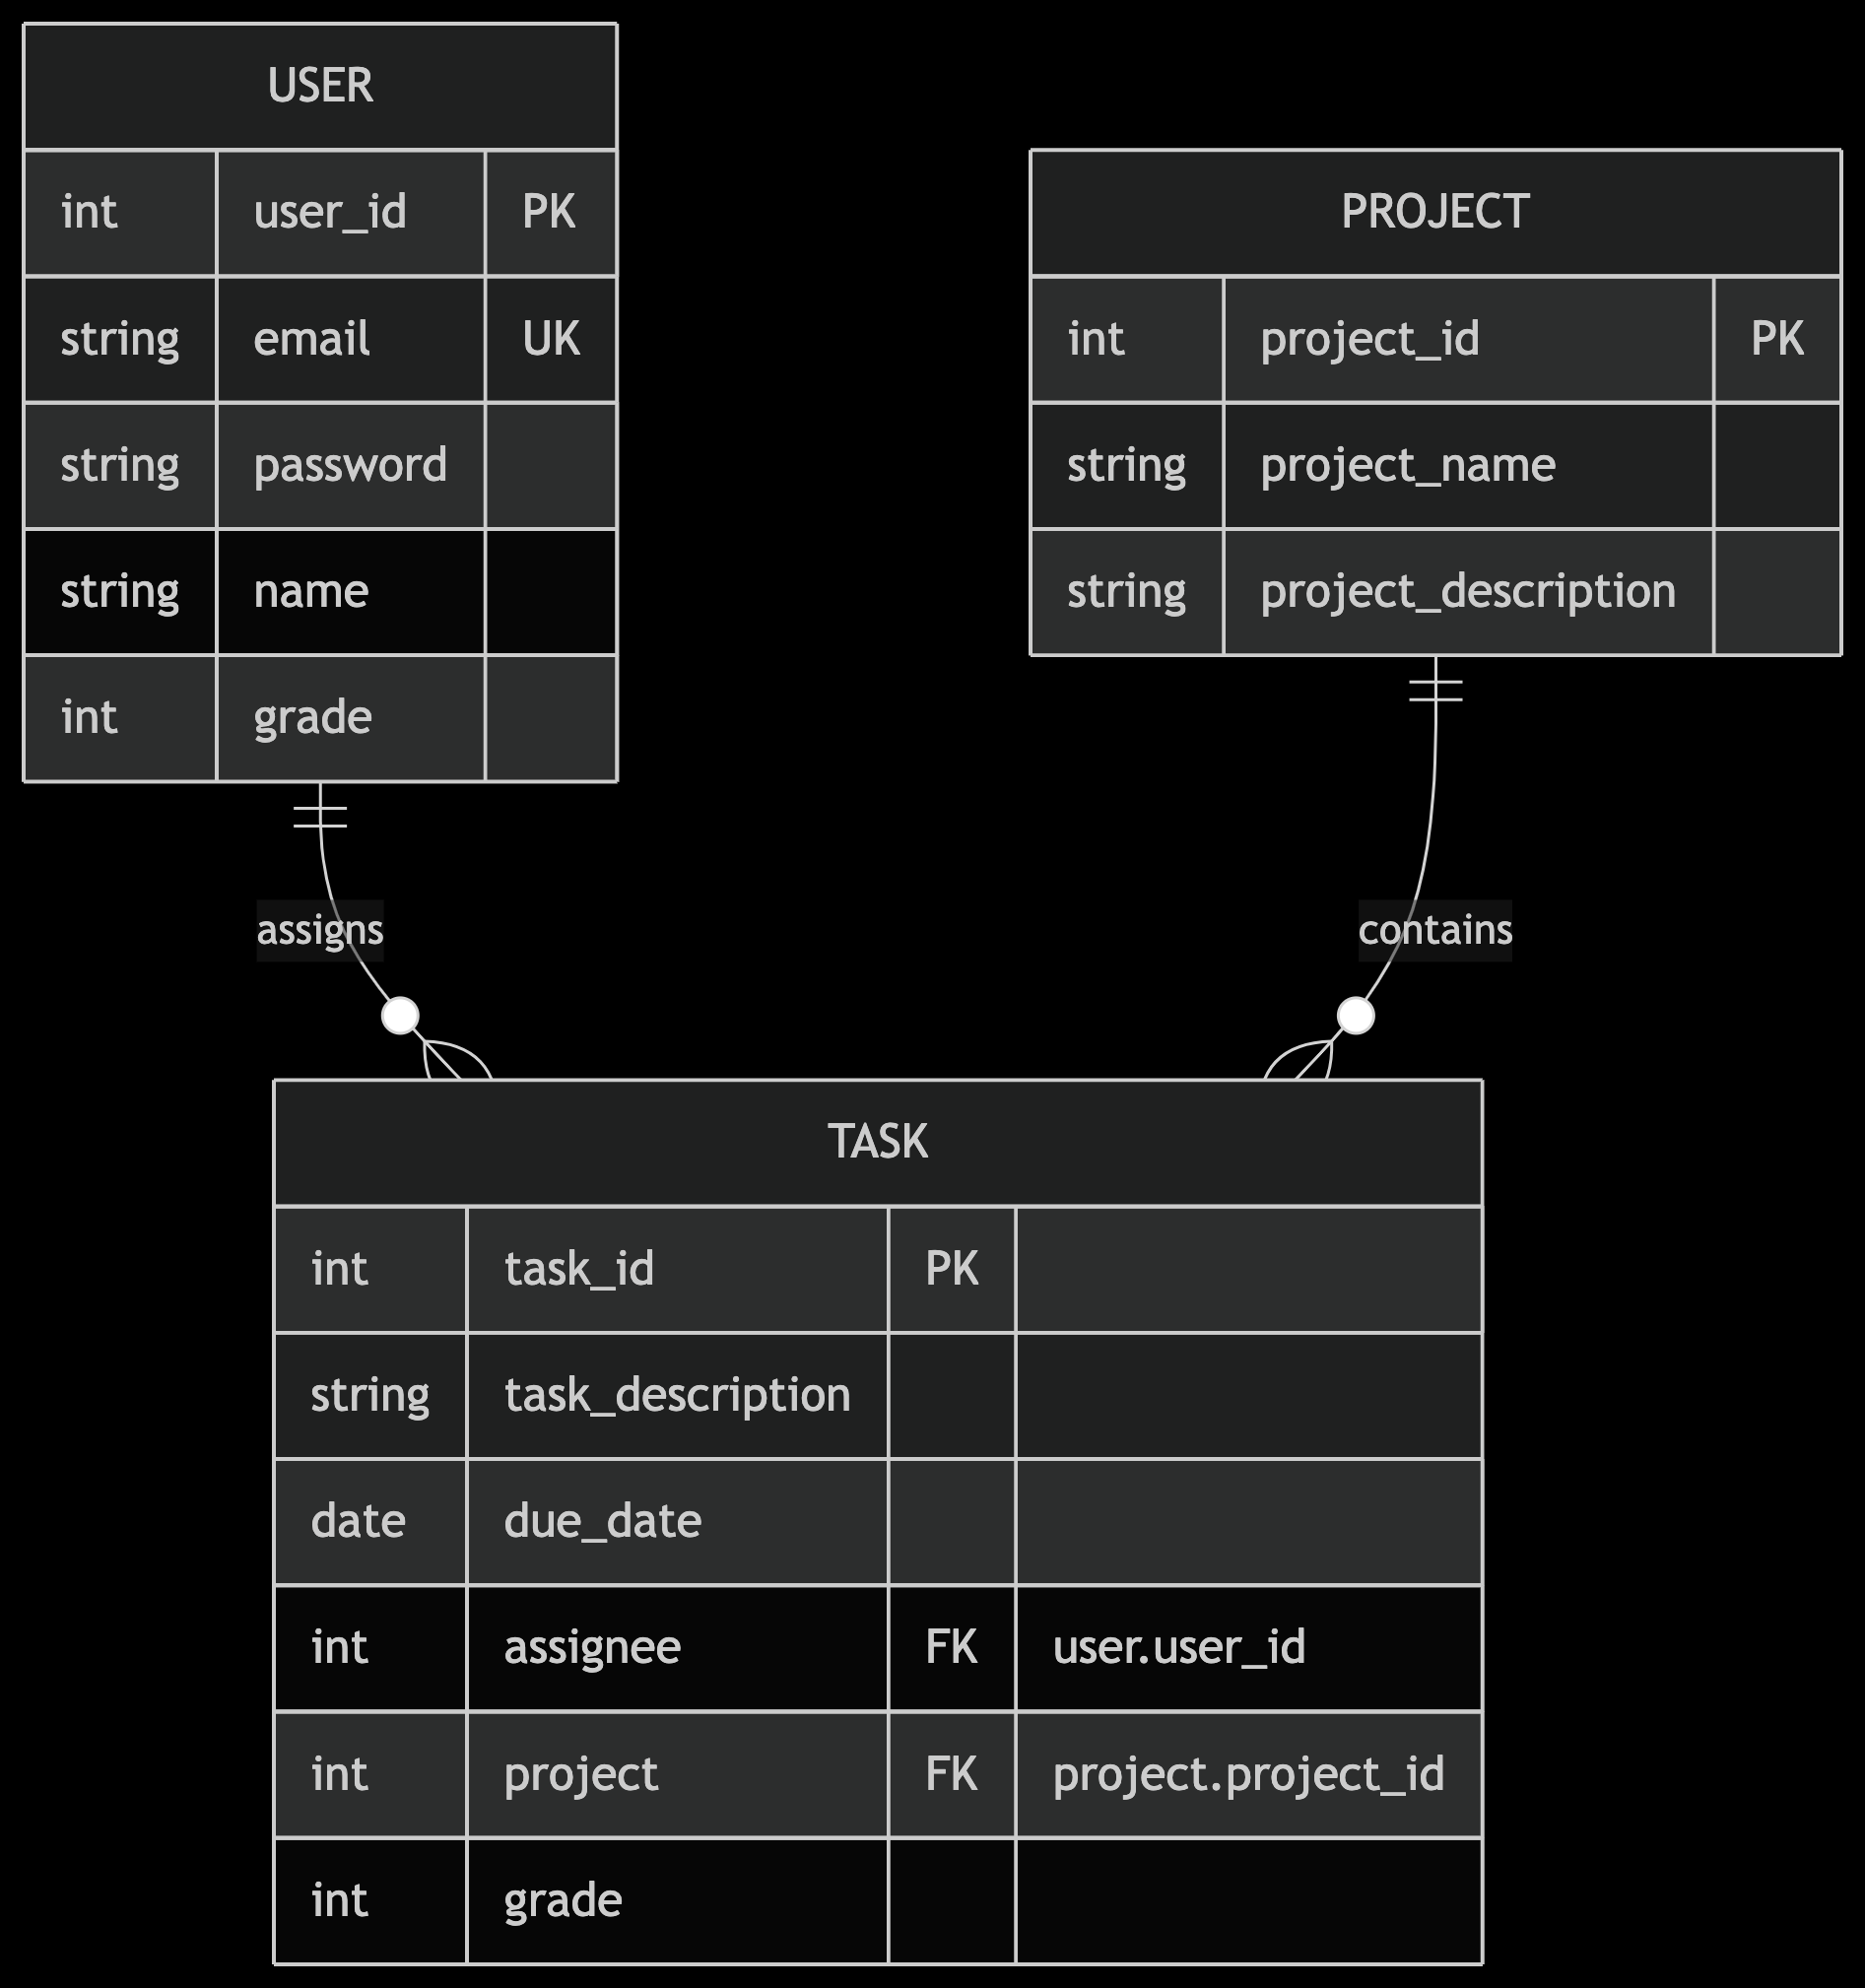 USER
int user_id PK
string email UK
string password
string name
int grade
PROJECT
int project_id PK
string project_name
string project_description
assigns
contains
TASK
int task_id PK
string task_description
date due_date
int assignee FK user.user_id
int project FK project.project_id
int grade